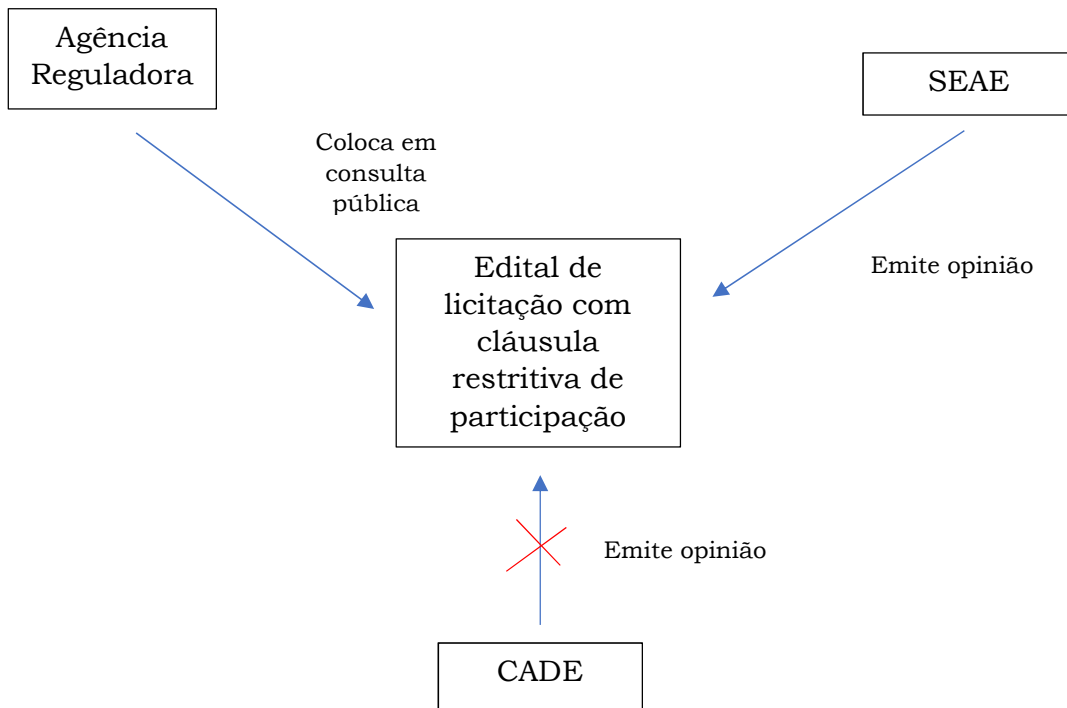 Agência
Reguladora
SEAE
Coloca em
consulta
pública
Edital de
licitação com
cláusula
restritiva de
participação
Emite opinião
Emite opinião
CADE